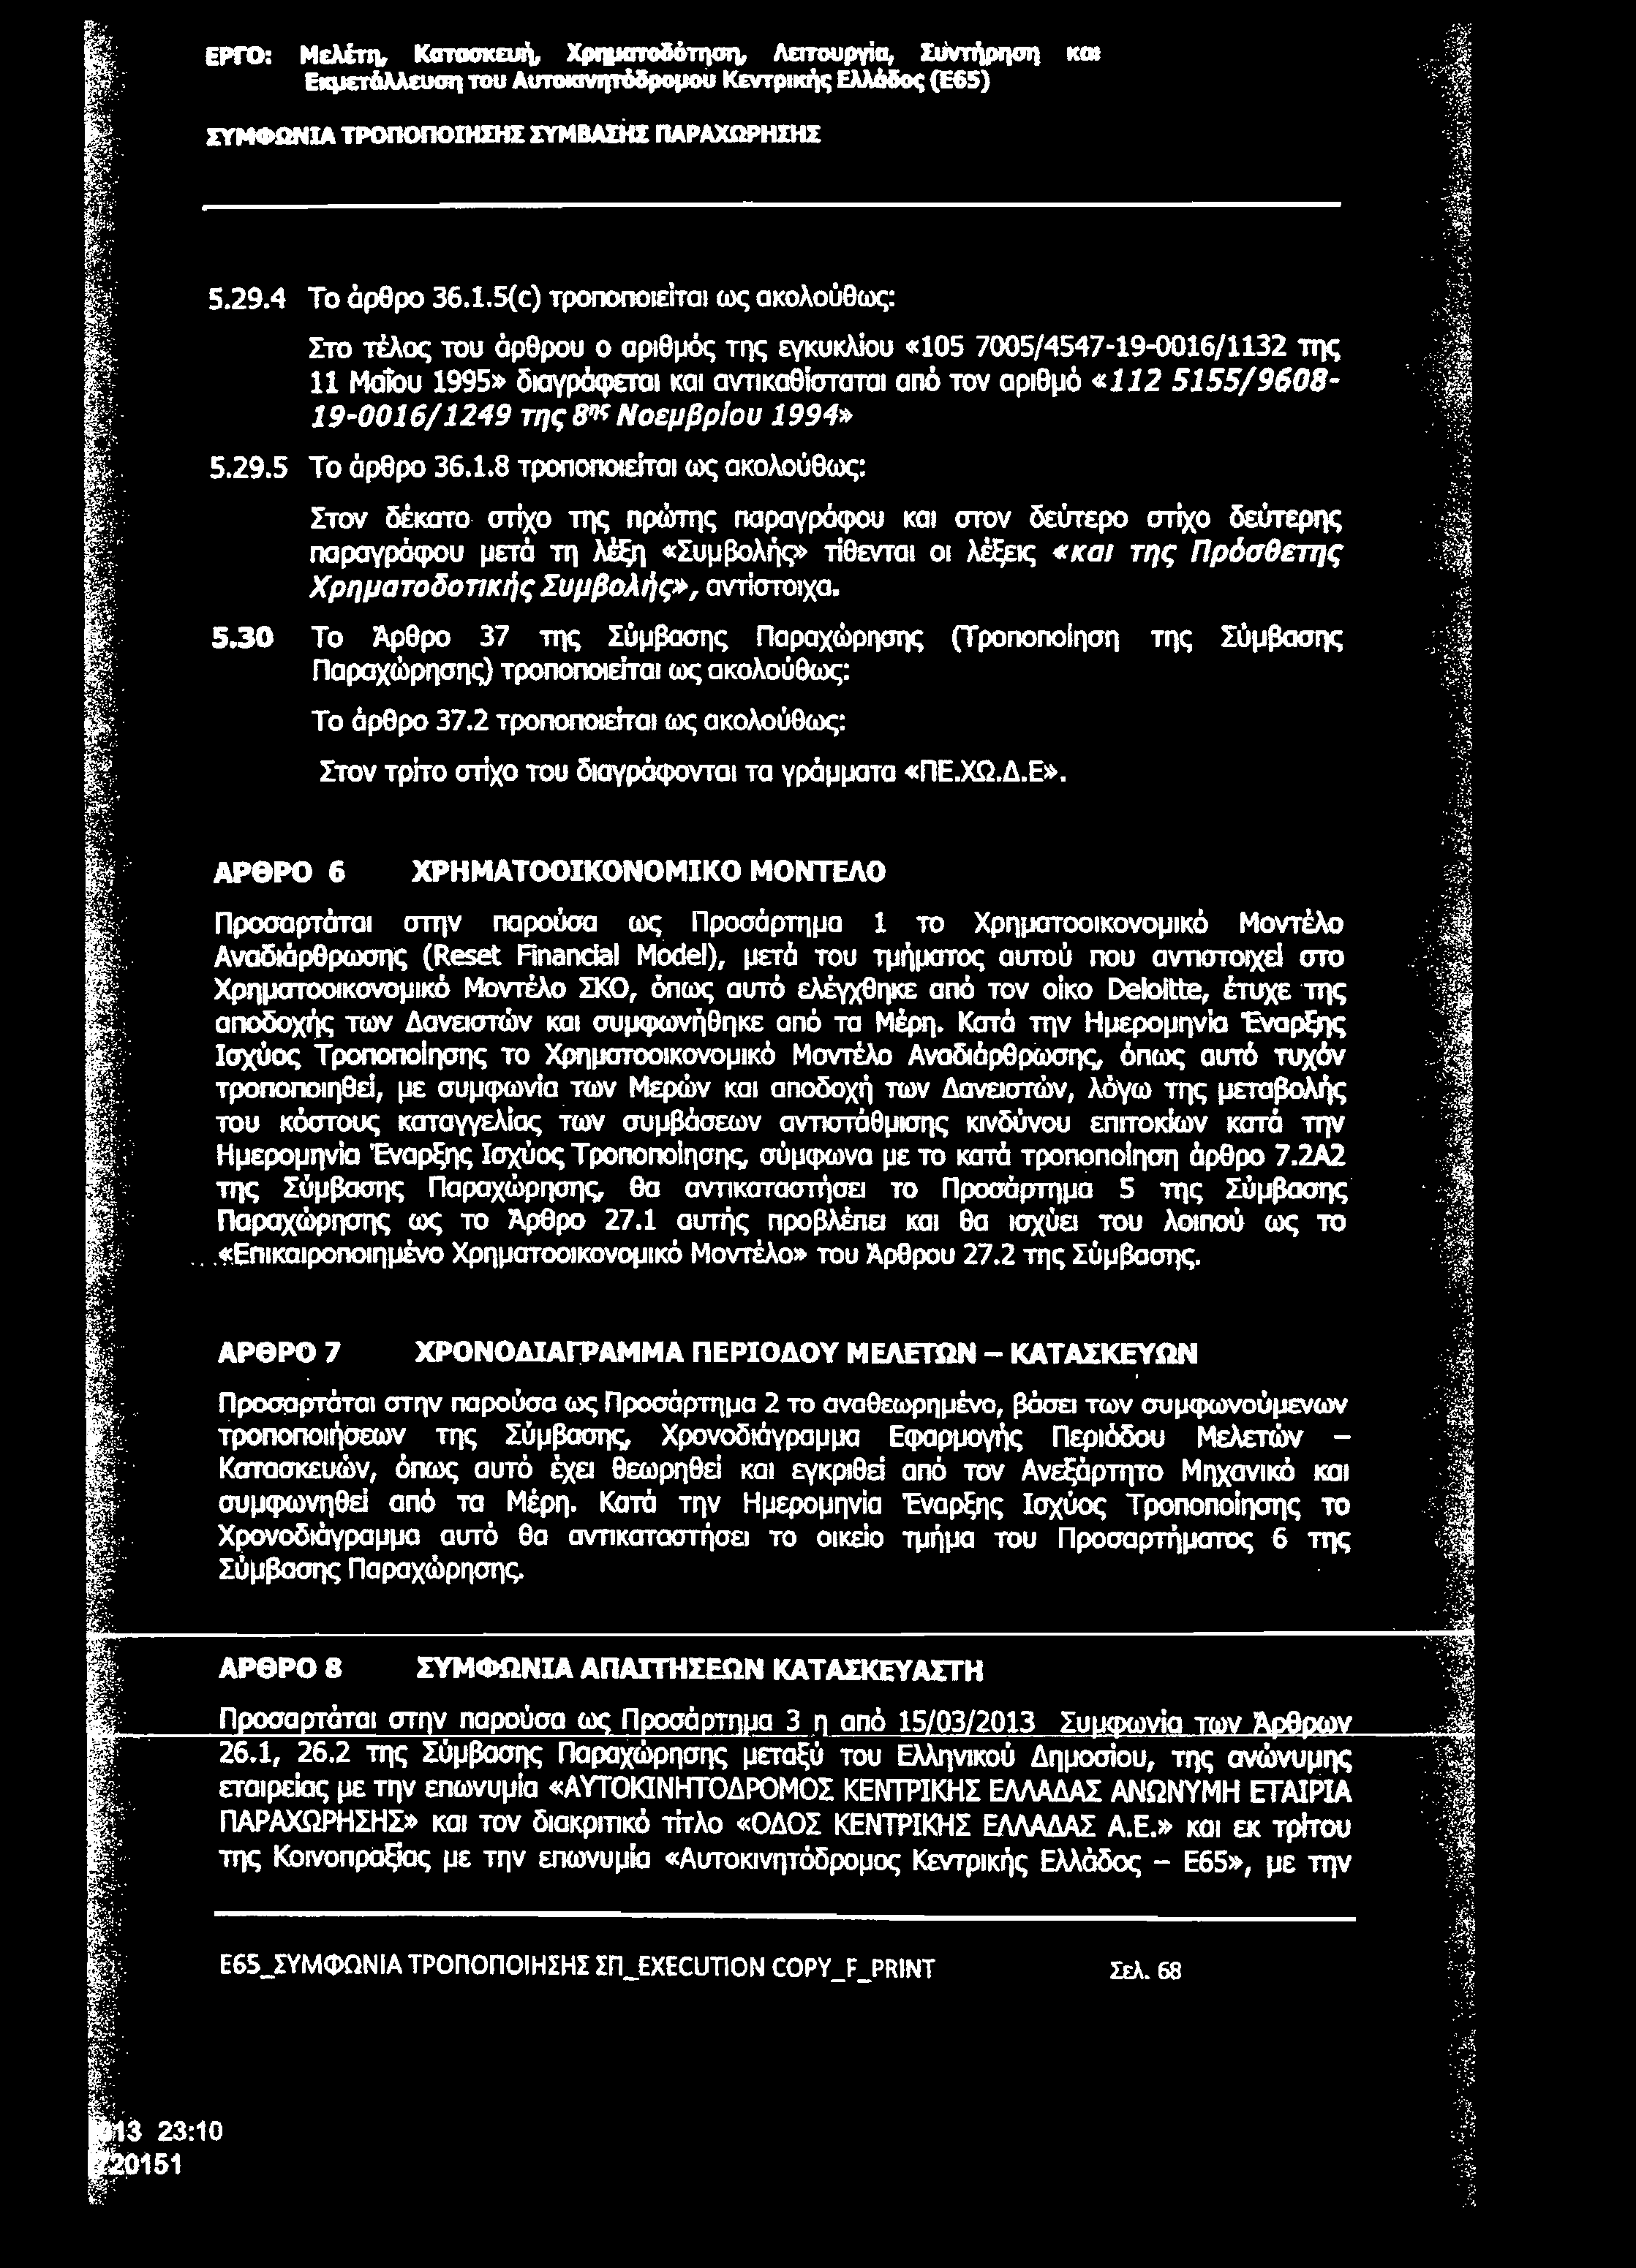 ΕΡΓΟ: Μελέτη, Κατασκευή, Χρηματοδότηση, Λειτουργία, Συντήρηση και
Εκμετάλλευση του Αυτοκινητόδρομου Κεντρικής Ελλάδος (Ε65)
ΣΥΜΦΩΝΙΑ ΤΡΟΠΟΠΟΙΗΣΗΣ ΣΥΜΒΑΣΗΣ ΠΑΡΑΧΩΡΗΣΗΣ
5.29.4 Το άρθρο 36.1.5(c) τροποποιείται ως ακολούθως:
Στο τέλος του άρθρου ο αριθμός της εγκυκλίου «105 7005/4547-19-0016/1132 της
11 Μαΐου 1995» διαγράφεται και αντικαθίσταται από τον αριθμό «112 5155/9608-
19-0016/1249 της 8ης Νοεμβρίου 1994»
5.29.5 Το άρθρο 36.1.8 τροποποιείται ως ακολούθως:
Στον δέκατο στίχο της πρώτης παραγράφου και στον δεύτερο στίχο δεύτερης
παραγράφου μετά τη λέξη «Συμβολής» τίθενται οι λέξεις «και της Πρόσθετης
Χρηματοδοτικής Συμβολής», αντίστοιχα.
5.30 Το Άρθρο 37 της Σύμβασης Παραχώρησης (Τροποποίηση της Σύμβασης
Παραχώρησης) τροποποιείται ως ακολούθως:
Το άρθρο 37.2 τροποποιείται ως ακολούθως:
Στον τρίτο στίχο του διαγράφονται τα γράμματα «ΠΕ.ΧΩ.Δ.Ε».
ΑΡΘΡΟ 6 ΧΡΗΜΑΤΟΟΙΚΟΝΟΜΙΚΟ ΜΟΝΤΕΛΟ
Προσαρτάται στην παρούσα ως Προσάρτημα 1 το Χρηματοοικονομικό Μοντέλο
Αναδιάρθρωσης (Reset Financial Model), μετά του τμήματος αυτού που αντιστοιχεί στο
Χρηματοοικονομικό Μοντέλο ΣΚΟ, όπως αυτό ελέγχθηκε από τον οίκο Deloitte, έτυχε της
αποδοχής των Δανειστών και συμφωνήθηκε από τα Μέρη. Κατά την Ημερομηνία Έναρξης
Ισχύος Τροποποίησης το Χρηματοοικονομικό Μοντέλο Αναδιάρθρωσης, όπως αυτό τυχόν
τροποποιηθεί, με συμφωνία των Μερών και αποδοχή των Δανειστών, λόγω της μεταβολής
του κόστους καταγγελίας των συμβάσεων αντιστάθμισης κινδύνου επιτοκίων κατά την
Ημερομηνία Έναρξης Ισχύος Τροποποίησης, σύμφωνα με το κατά τροποποίηση άρθρο 7.2Α2
της Σύμβασης Παραχώρησης, θα αντικαταστήσει το Προσάρτημα 5 της Σύμβασης
Παραχώρησης ως το Άρθρο 27.1 αυτής προβλέπει και θα ισχύει του λοιπού ως το
«Επικαιροποιημένο Χρηματοοικονομικό Μοντέλο» του Άρθρου 27.2 της Σύμβασης.
ΑΡΘΡΟ 7 ΧΡΟΝΟΔΙΑΓΡΑΜΜΑ ΠΕΡΙΟΔΟΥ ΜΕΛΕΤΩΝ – ΚΑΤΑΣΚΕΥΩΝ
Προσαρτάται στην παρούσα ως Προσάρτημα 2 το αναθεωρημένο, βάσει των συμφωνούμενων
τροποποιήσεων της Σύμβασης, Χρονοδιάγραμμα Εφαρμογής Περιόδου Μελετών –
Κατασκευών, όπως αυτό έχει θεωρηθεί και εγκριθεί από τον Ανεξάρτητο Μηχανικό και
συμφωνηθεί από τα Μέρη. Κατά την Ημερομηνία Έναρξης Ισχύος Τροποποίησης το
Χρονοδιάγραμμα αυτό θα αντικαταστήσει το οικείο τμήμα του Προσαρτήματος 6 της
Σύμβασης Παραχώρησης.
ΑΡΘΡΟ 8 ΣΥΜΦΩΝΙΑ ΑΠΑΙΤΗΣΕΩΝ ΚΑΤΑΣΚΕΥΑΣΤΗ
Προσαρτάται στην παρούσα ως Προσάρτημα 3 η από 15/03/2013 Συμφωνία των Άρθρων
26.1, 26.2 της Σύμβασης Παραχώρησης μεταξύ του Ελληνικού Δημοσίου, της ανώνυμης
εταιρείας με την επωνυμία «ΑΥΤΟΚΙΝΗΤΟΔΡΟΜΟΣ ΚΕΝΤΡΙΚΗΣ ΕΛΛΑΔΑΣ ΑΝΩΝΥΜΗ ΕΤΑΙΡΙΑ
ΠΑΡΑΧΩΡΗΣΗΣ» και τον διακριτικό τίτλο «ΟΔΟΣ ΚΕΝΤΡΙΚΗΣ ΕΛΛΑΔΑΣ Α.Ε.» και εκ τρίτου
της Κοινοπραξίας με την επωνυμία «Αυτοκινητόδρομος Κεντρικής Ελλάδος – Ε65», με την
Ε65_ΣΥΜΦΩΝΙΑ ΤΡΟΠΟΠΟΙΗΣΗΣ ΣΠ_EXECUTION COPY_F_PRINT Σελ. 68
13 23:10
20151